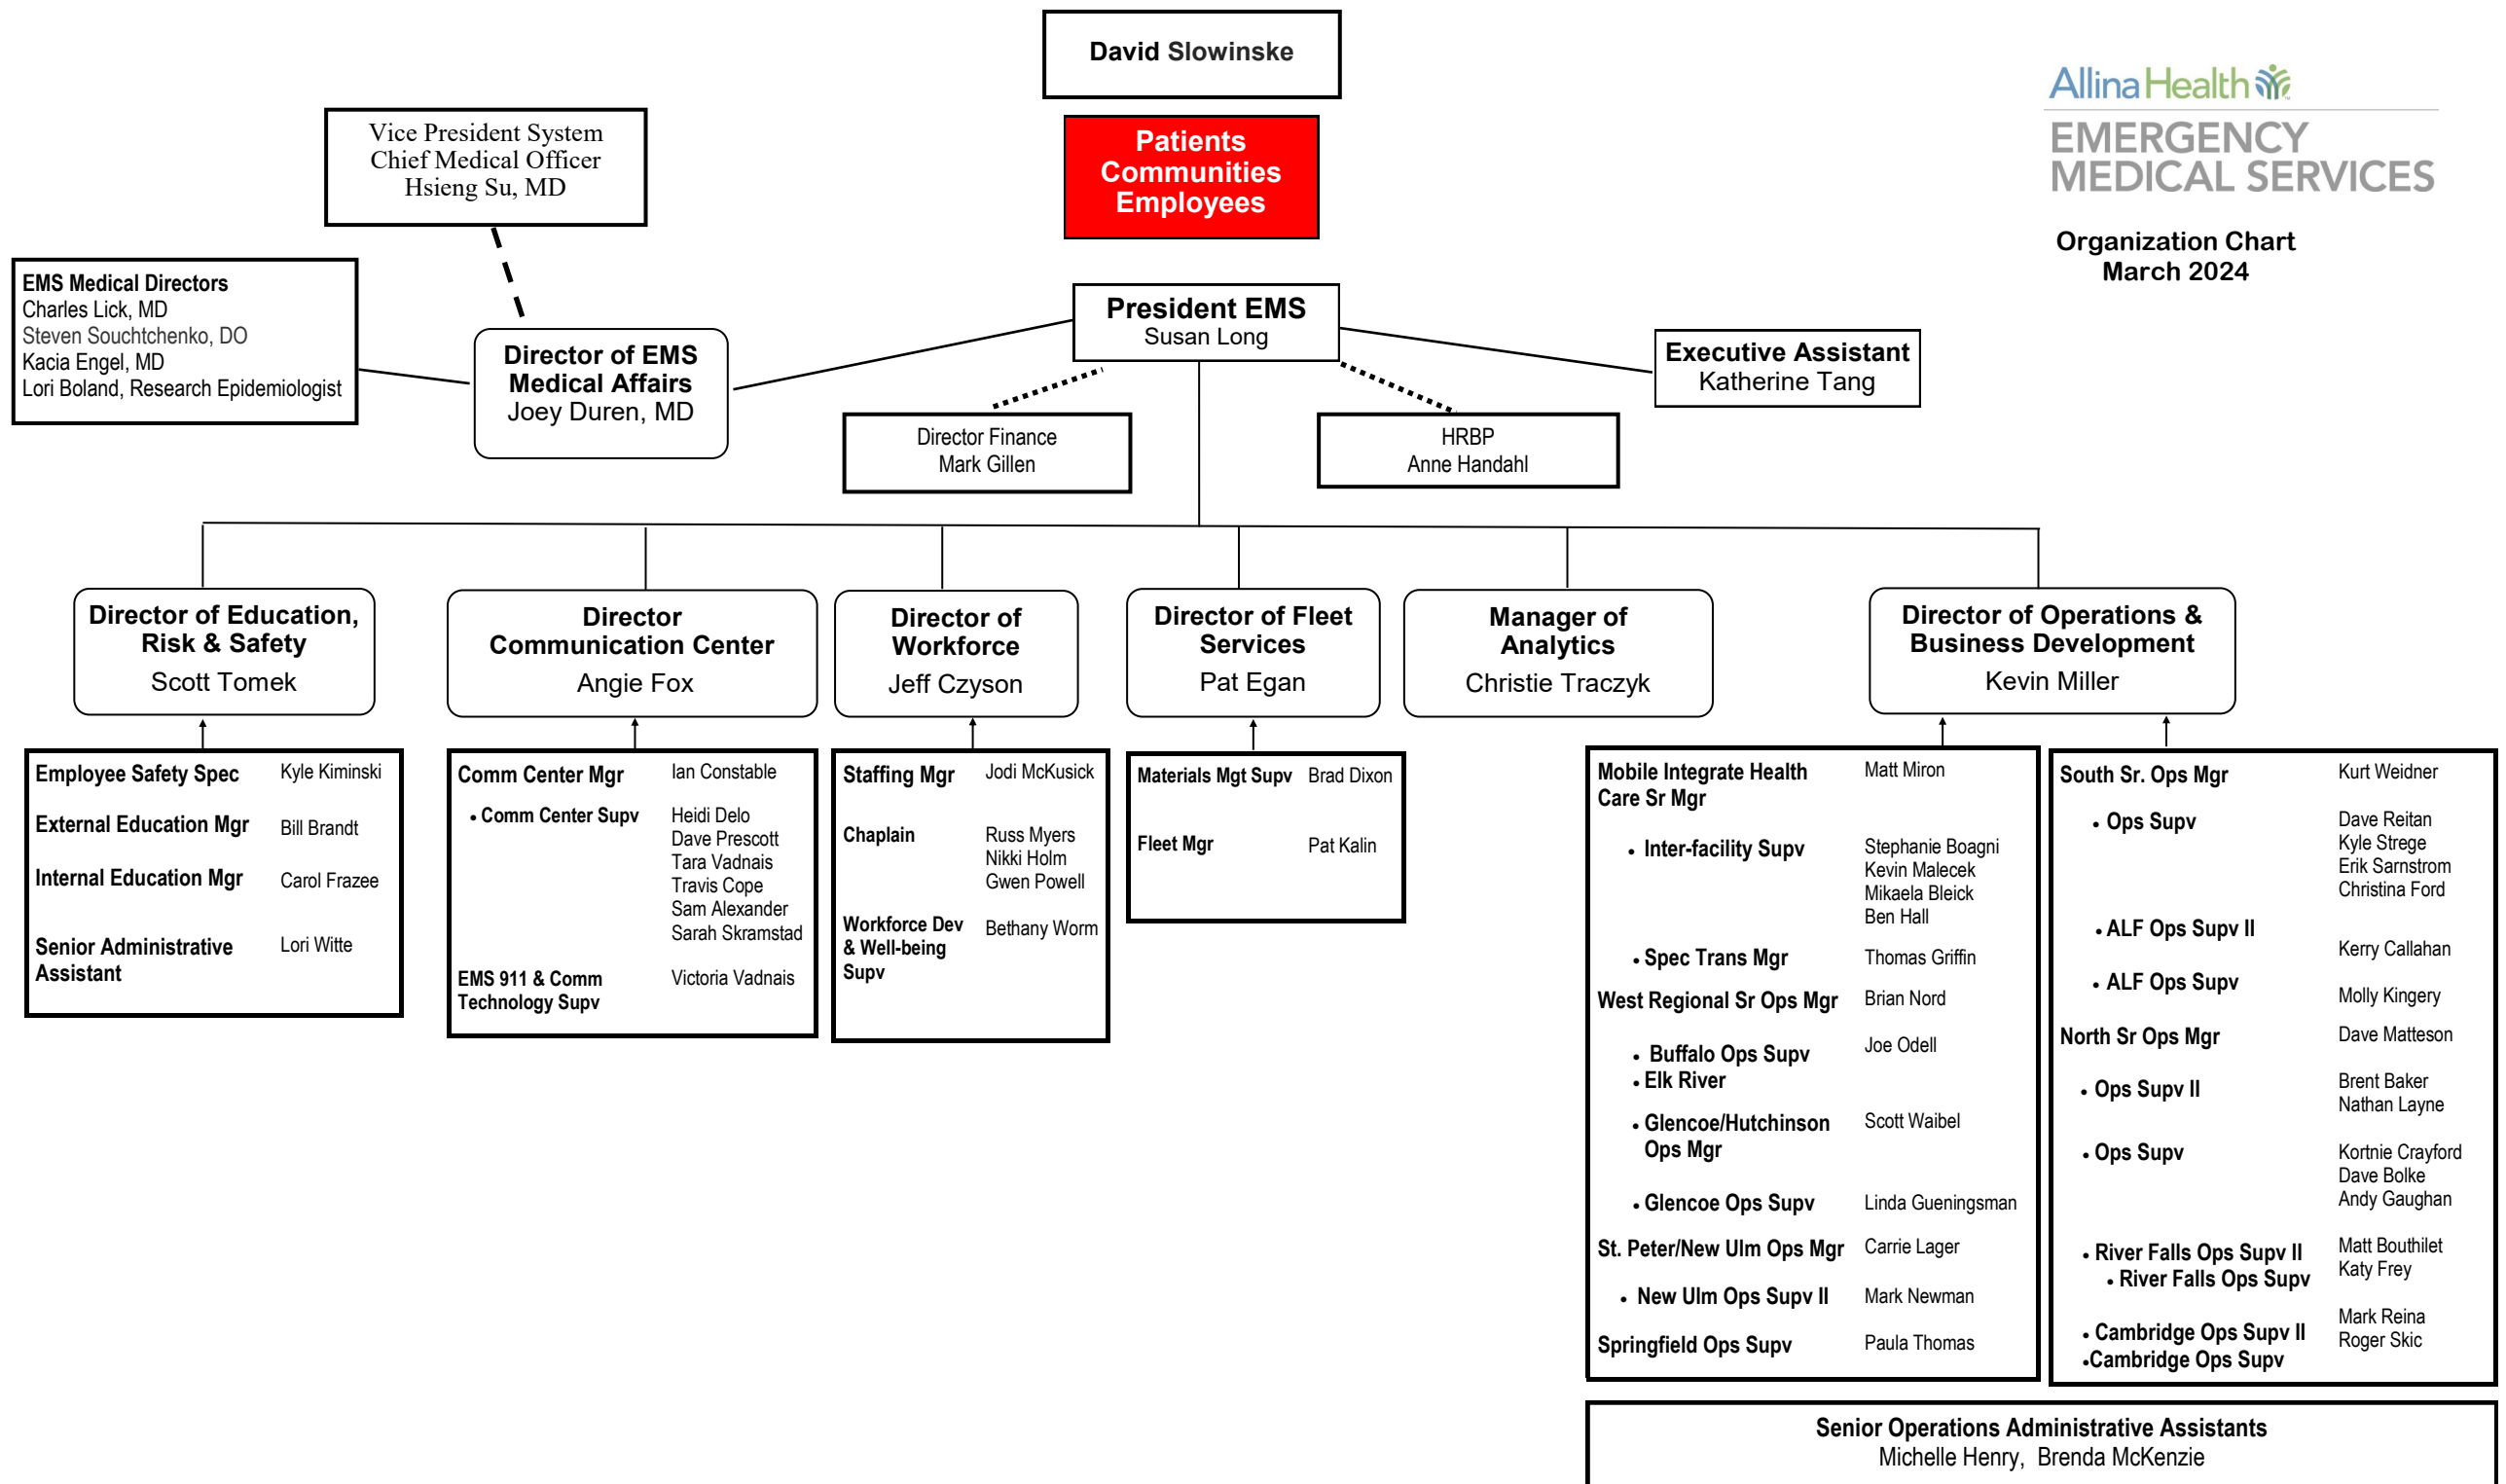 David Slowinske
Patients
Communities
Employees
Allina Health
EMERGENCY
MEDICAL SERVICES
Organization Chart
March 2024
Vice President System
Chief Medical Officer
Hsieng Su, MD
EMS Medical Directors
Charles Lick, MD
Steven Souchtchenko, DO
Kacia Engel, MD
Lori Boland, Research Epidemiologist
Director of EMS
Medical Affairs
Joey Duren, MD
President EMS
Susan Long
Executive Assistant
Katherine Tang
Director Finance
Mark Gillen
HRBP
Anne Handahl
Director of Education,
Risk & Safety
Scott Tomek
Director
Communication Center
Angie Fox
Director of
Workforce
Jeff Czyson
Director of Fleet
Services
Pat Egan
Manager of
Analytics
Christie Traczyk
Director of Operations &
Business Development
Kevin Miller
Employee Safety Spec Kyle Kiminski
External Education Mgr Bill Brandt
Internal Education Mgr Carol Frazee
Senior Administrative Lori Witte
Assistant
Comm Center Mgr Ian Constable
• Comm Center Supv Heidi Delo
Dave Prescott
Tara Vadnais
Travis Cope
Sam Alexander
Sarah Skramstad
EMS 911 & Comm Victoria Vadnais
Technology Supv
Staffing Mgr Jodi McKusick
Chaplain Russ Myers
Nikki Holm
Gwen Powell
Workforce Dev Bethany Worm
& Well-being
Supv
Materials Mgt Supv Brad Dixon
Fleet Mgr Pat Kalin
Mobile Integrate Health Matt Miron
Care Sr Mgr
• Inter-facility Supv Stephanie Boagni
Kevin Malecek
Mikaela Bleick
Ben Hall
• Spec Trans Mgr Thomas Griffin
West Regional Sr Ops Mgr Brian Nord
• Buffalo Ops Supv Joe Odell
• Elk River
• Glencoe/Hutchinson Scott Waibel
Ops Mgr
• Glencoe Ops Supv Linda Gueningsman
St. Peter/New Ulm Ops Mgr Carrie Lager
• New Ulm Ops Supv II Mark Newman
Springfield Ops Supv Paula Thomas
South Sr. Ops Mgr Kurt Weidner
• Ops Supv Dave Reitan
Kyle Strege
Erik Sarnstrom
Christina Ford
• ALF Ops Supv II Kerry Callahan
• ALF Ops Supv Molly Kingery
North Sr Ops Mgr Dave Matteson
• Ops Supv II Brent Baker
Nathan Layne
• Ops Supv Kortnie Crayford
Dave Bolke
Andy Gaughan
• River Falls Ops Supv II Matt Bouthilet
• River Falls Ops Supv Katy Frey
• Cambridge Ops Supv II Mark Reina
•Cambridge Ops Supv Roger Skic
Senior Operations Administrative Assistants
Michelle Henry, Brenda McKenzie